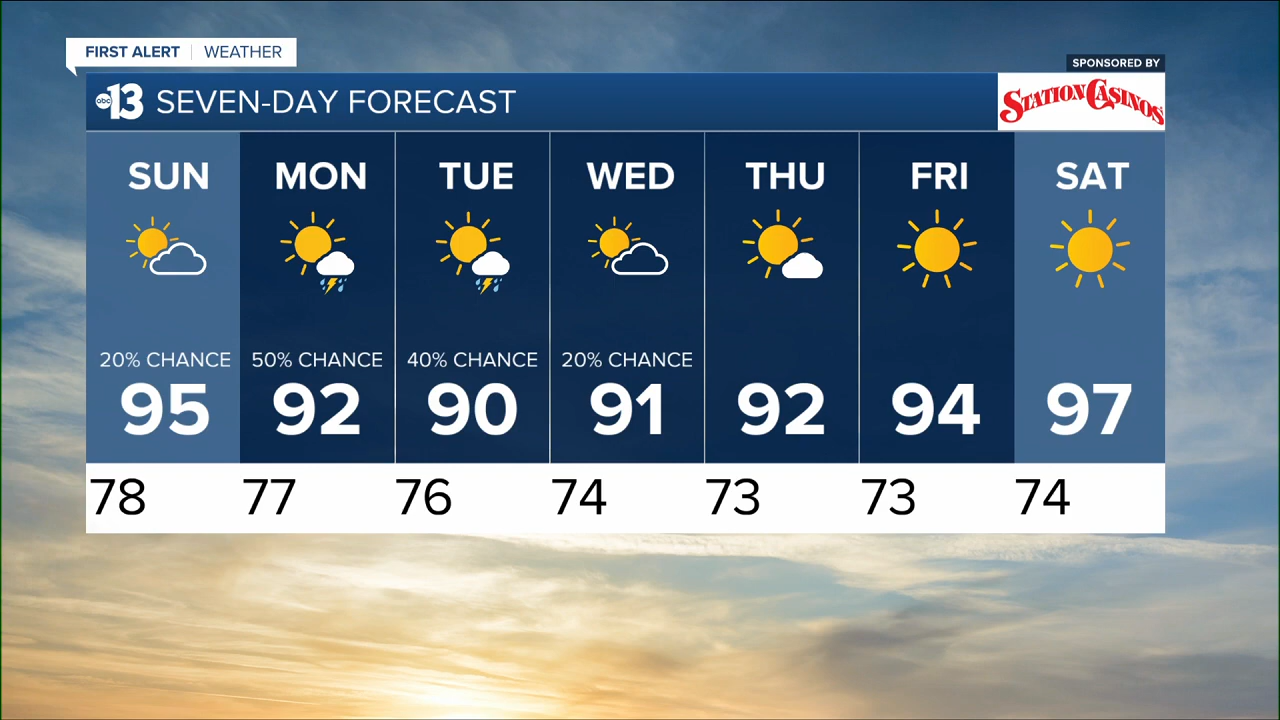 FIRST ALERT | WEATHER
SPONSORED BY
abc 13 SEVEN-DAY FORECAST
STATION CASINOS
SUN MON TUE WED THU FRI SAT
20% CHANCE 50% CHANCE 40% CHANCE 20% CHANCE
95 92 90 91 92 94 97
78 77 76 74 73 73 74